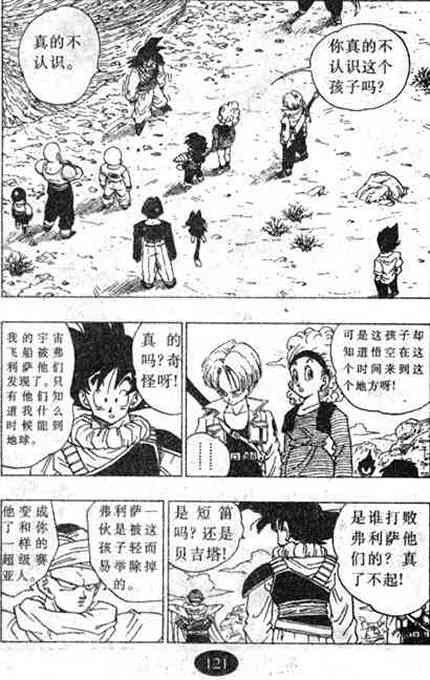 你真的不
认识这个
孩子吗?
真的不
认识。
可是这个孩子却
知道悟空在这
个时间来到这
个地方呀!
真的
吗?奇
怪呀!
我的宇宙
飞船被弗
利萨他们
发现了。只
有他们知
道我什么
时候能到
地球。
是谁打败
弗利萨他
们的?真
了不起!
是短笛
吗?还是
贝吉塔!
弗利萨一
伙是被这
孩子轻而
易举除掉
的。
他变成
了和你
一样的
超级赛
亚人。
121